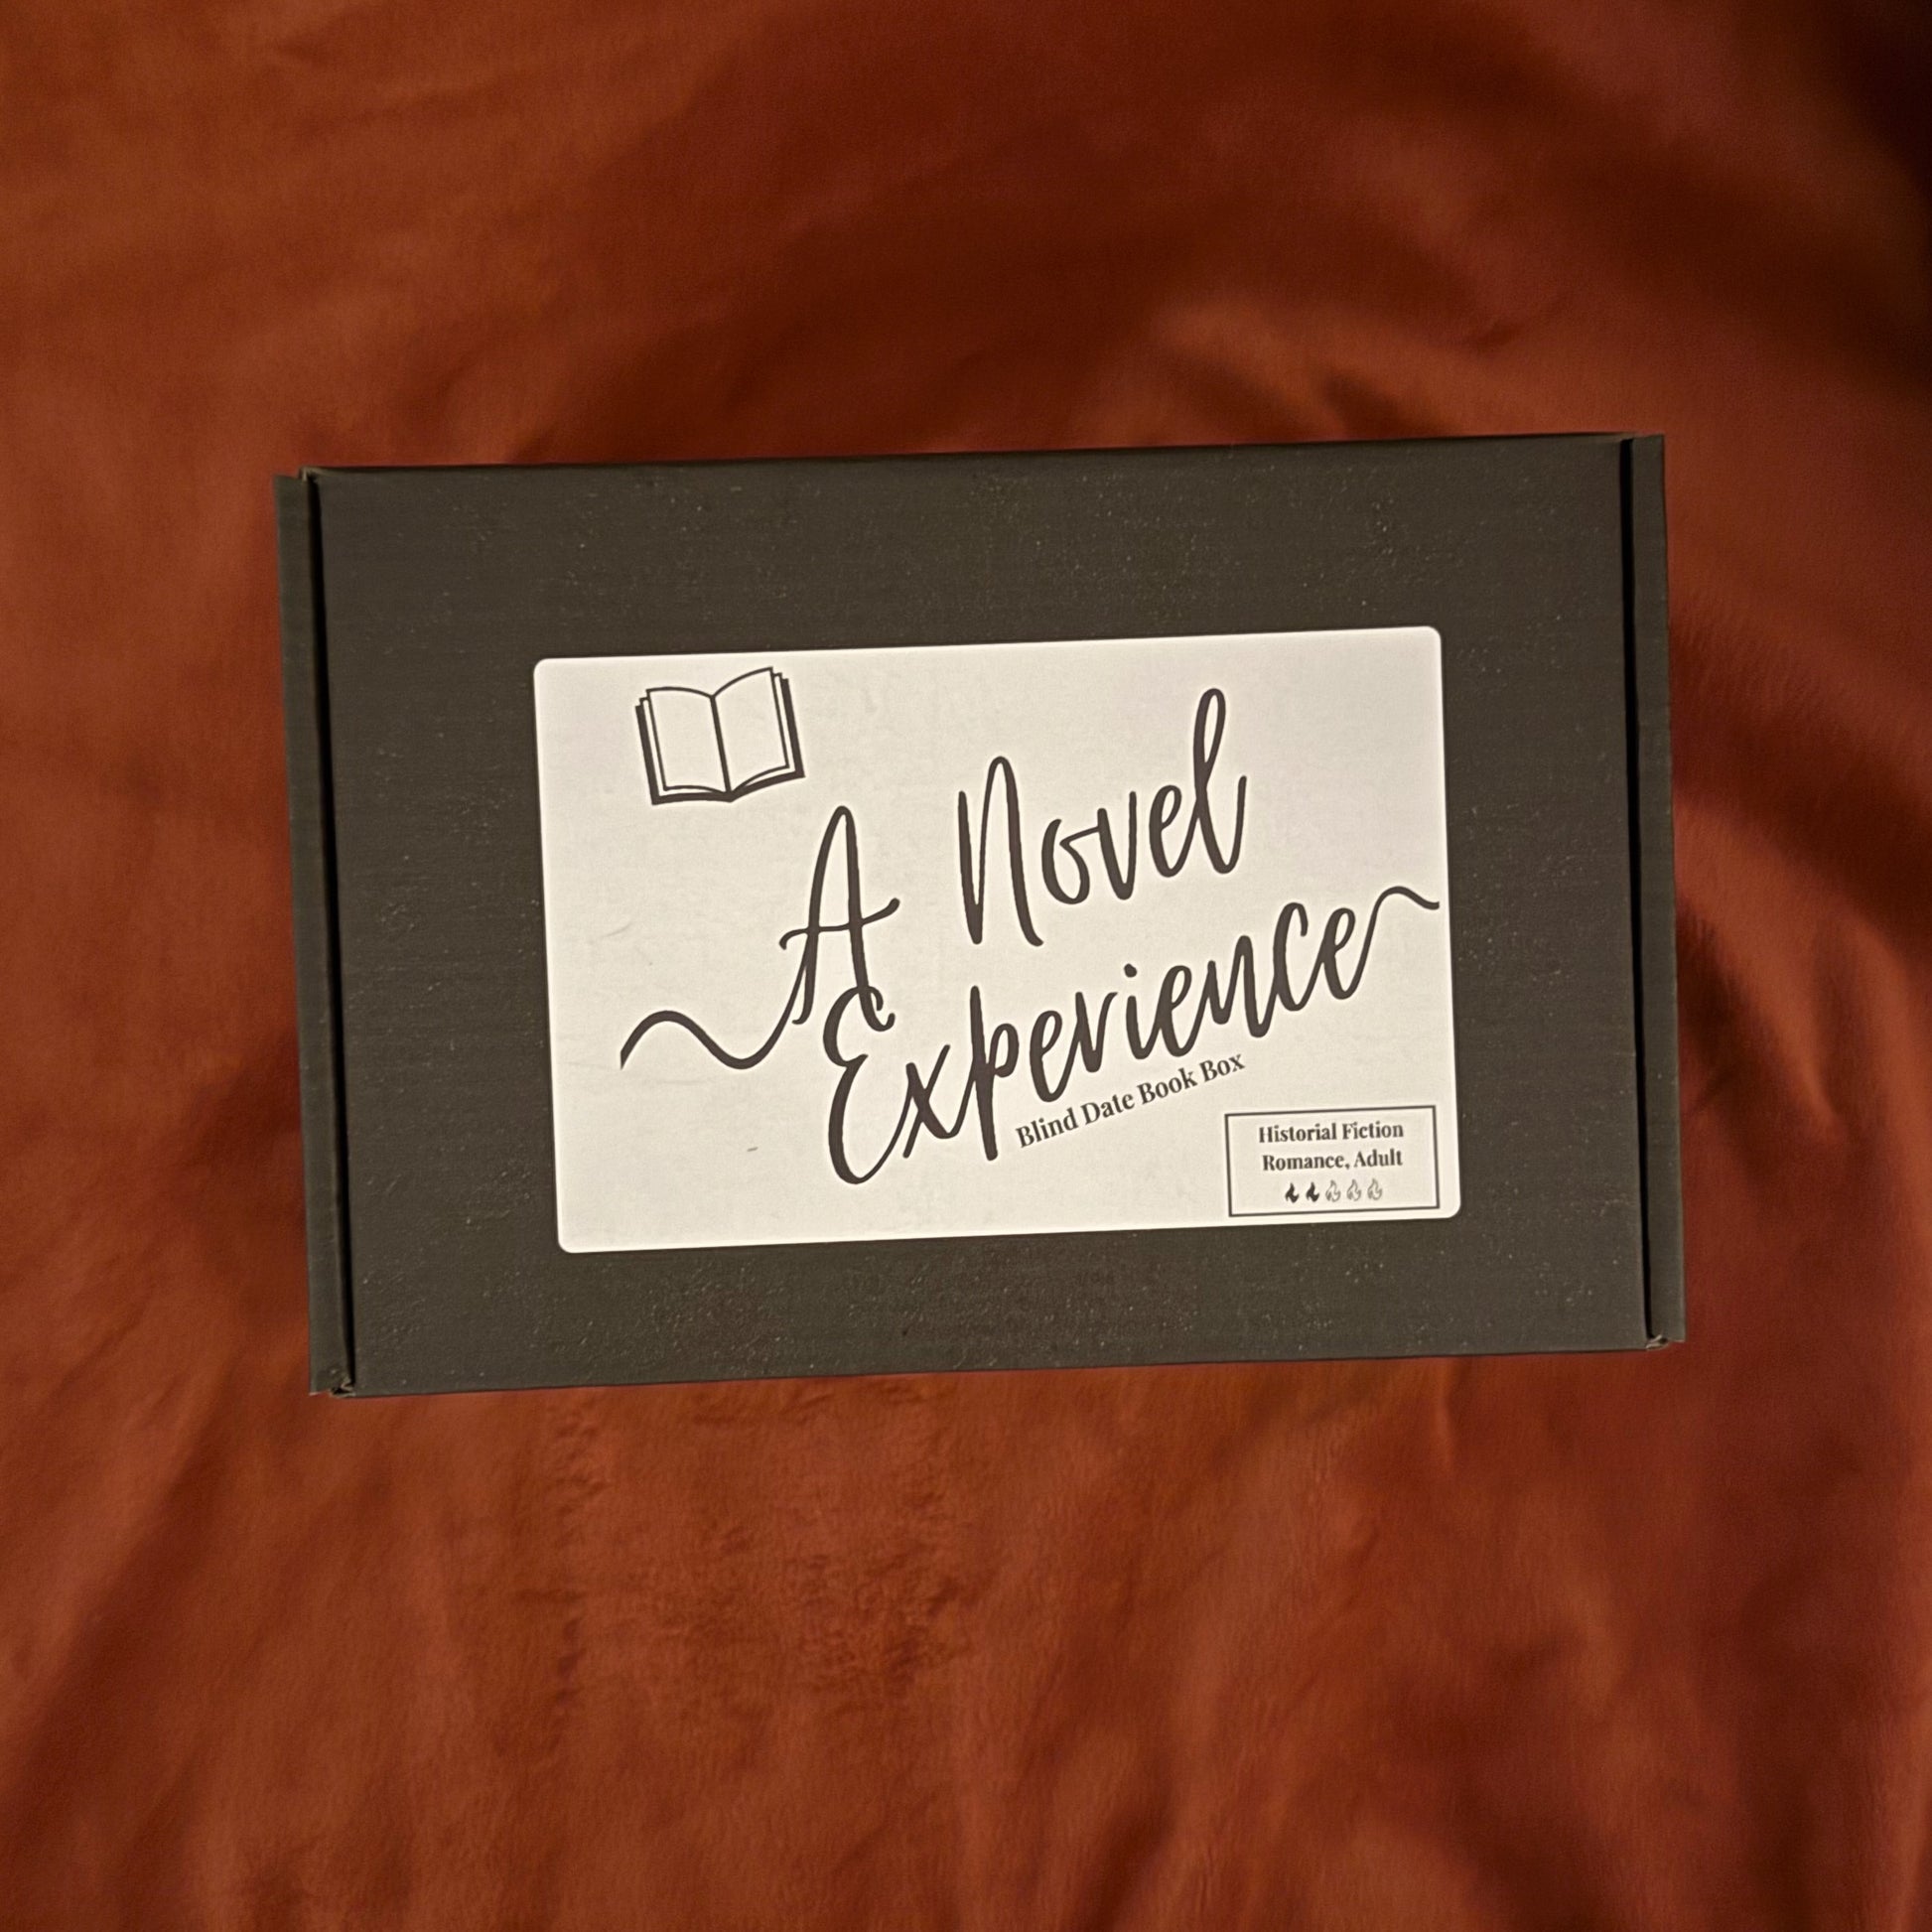 A Novel
Experience
Blind Date Book Box
Historial Fiction
Romance, Adult